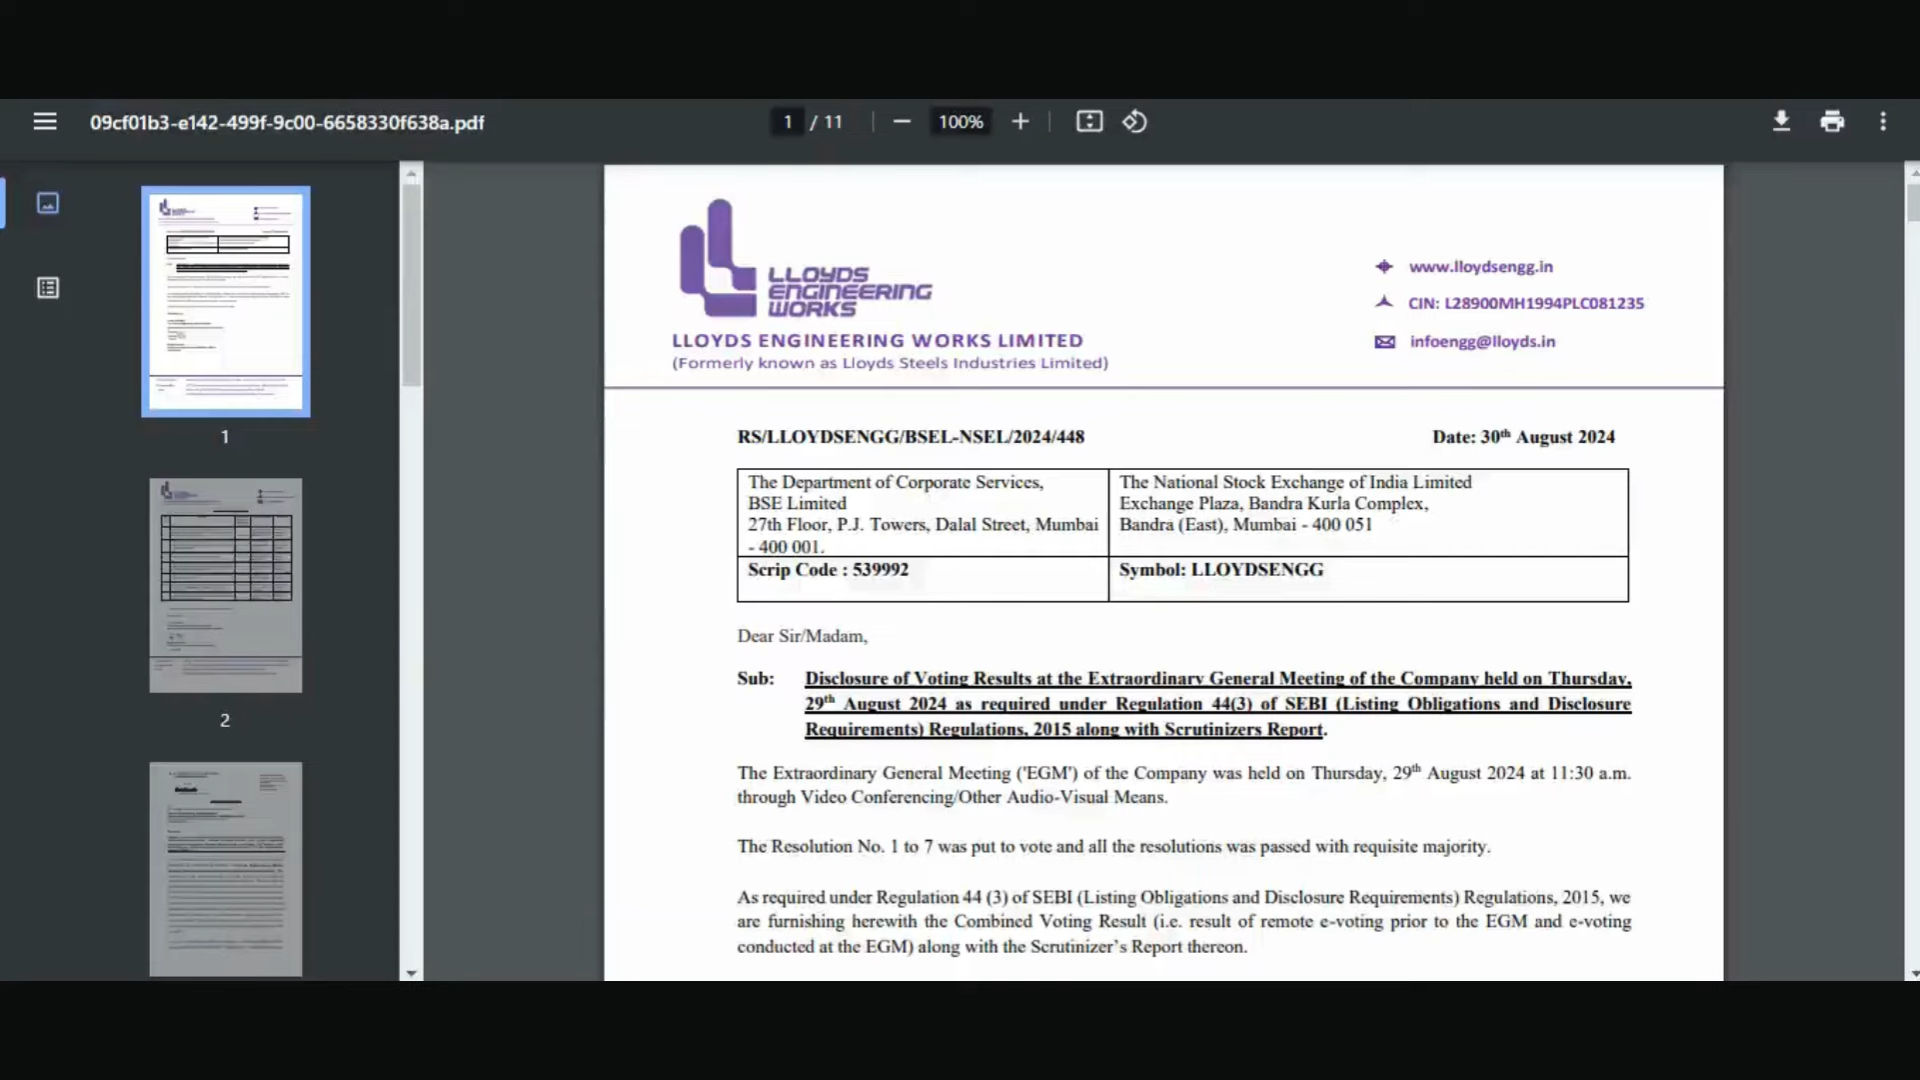 09cf01b3-e142-499f-9c00-6658330f638a.pdf
1 / 11
100%
1
2
LLOYDS
ENGINEERING
WORKS
LLOYDS ENGINEERING WORKS LIMITED
(Formerly known as Lloyds Steels Industries Limited)
www.lloydsengg.in
CIN: L28900MH1994PLC081235
infoengg@lloyds.in
RS/LLOYDSENGG/BSEL-NSEL/2024/448
Date: 30th August 2024
The Department of Corporate Services,
BSE Limited
27th Floor, P.J. Towers, Dalal Street, Mumbai
- 400 001.
The National Stock Exchange of India Limited
Exchange Plaza, Bandra Kurla Complex,
Bandra (East), Mumbai - 400 051
Scrip Code : 539992
Symbol: LLOYDSENGG
Dear Sir/Madam,
Sub: Disclosure of Voting Results at the Extraordinary General Meeting of the Company held on Thursday,
29th August 2024 as required under Regulation 44(3) of SEBI (Listing Obligations and Disclosure
Requirements) Regulations, 2015 along with Scrutinizers Report.
The Extraordinary General Meeting ('EGM') of the Company was held on Thursday, 29th August 2024 at 11:30 a.m.
through Video Conferencing/Other Audio-Visual Means.
The Resolution No. 1 to 7 was put to vote and all the resolutions was passed with requisite majority.
As required under Regulation 44 (3) of SEBI (Listing Obligations and Disclosure Requirements) Regulations, 2015, we
are furnishing herewith the Combined Voting Result (i.e. result of remote e-voting prior to the EGM and e-voting
conducted at the EGM) along with the Scrutinizer's Report thereon.